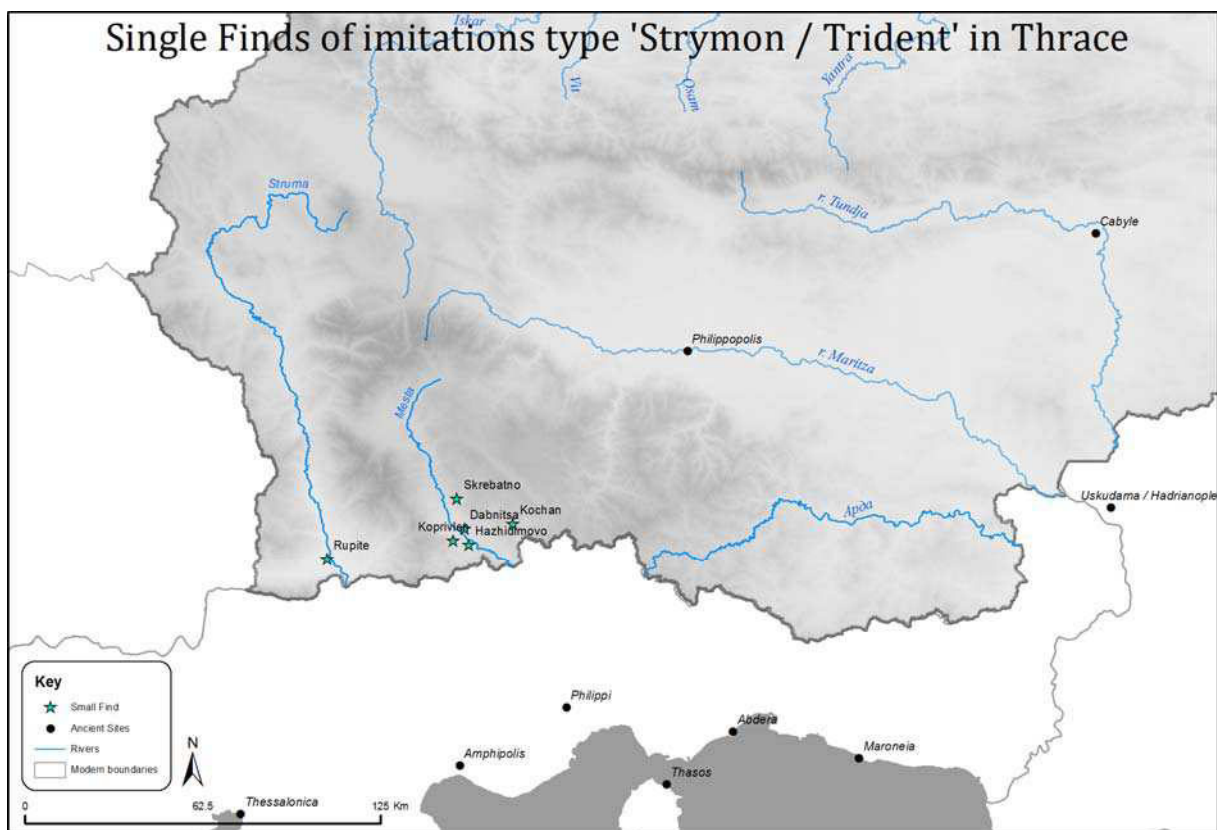 Single Finds of imitations type 'Strymon / Trident' in Thrace
Iskar
Vit
Osam
Yantra
Struma
r. Tundja
Cabyle
Philippopolis
r. Maritza
Mesta
Skrebatno
Dabnitsa
Kochan
Koprivlen
Hazhidimovo
Arda
Uskudama / Hadrianople
Rupite
Key
Small Find
Ancient Sites
Rivers
Modern boundaries
N
Philippi
Abdera
Amphipolis
Maroneia
Thasos
0
62.5
125 Km
Thessalonica